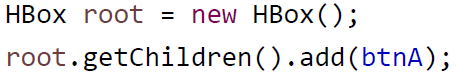 HBox root = new HBox();
root.getChildren().add(btnA);